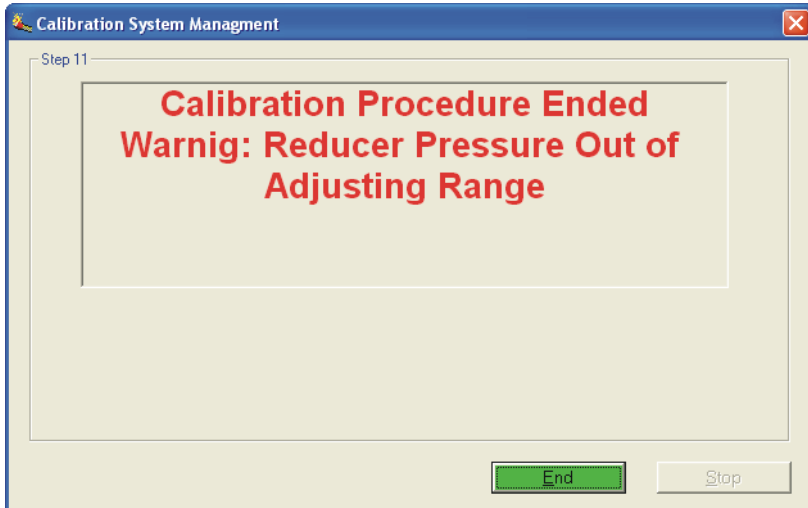 Calibration System Managment
Step 11
Calibration Procedure Ended
Warnig: Reducer Pressure Out of
Adjusting Range
End
Stop